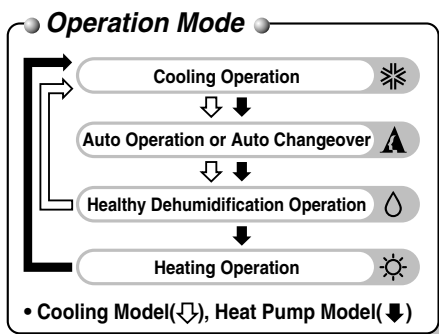 Operation Mode
Cooling Operation
Auto Operation or Auto Changeover
Healthy Dehumidification Operation
Heating Operation
• Cooling Model(⇩), Heat Pump Model(⬇)